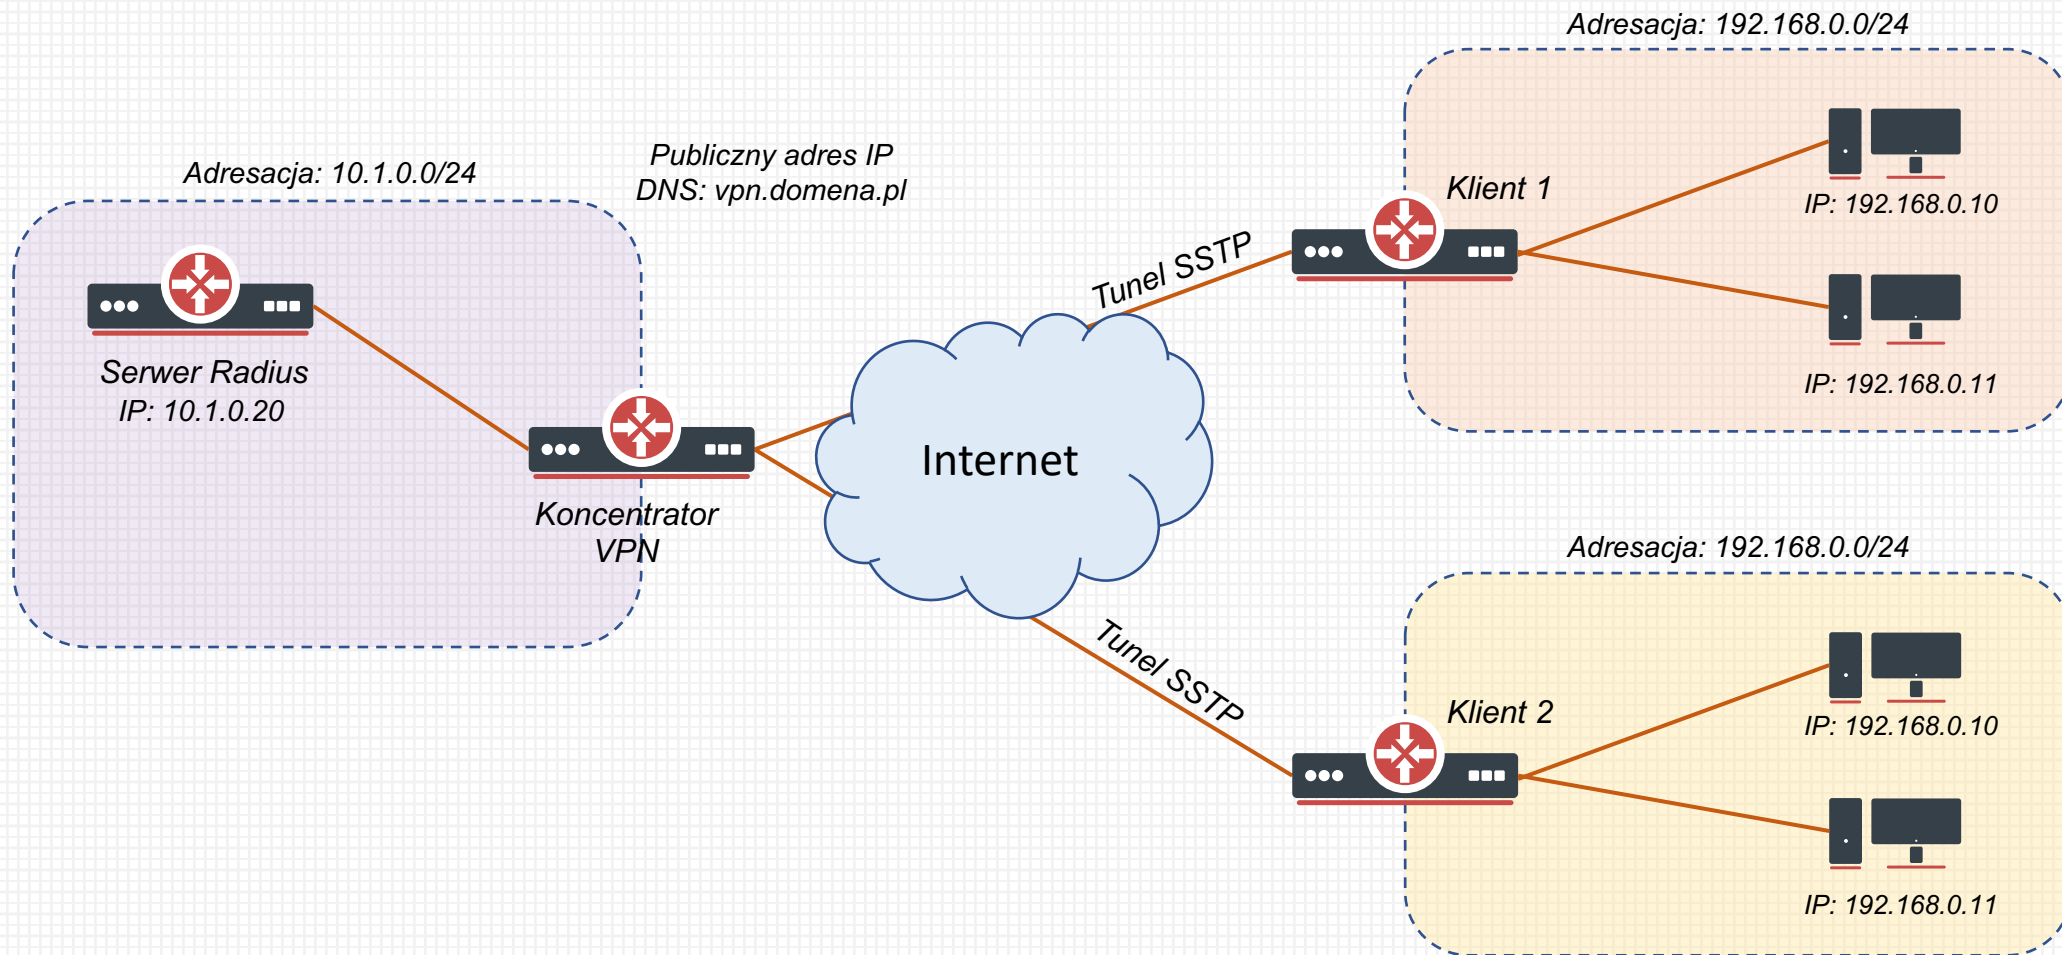 Adresacja: 192.168.0.0/24
Publiczny adres IP
DNS: vpn.domena.pl
Adresacja: 10.1.0.0/24
Klient 1
IP: 192.168.0.10
Tunel SSTP
Serwer Radius
IP: 10.1.0.20
IP: 192.168.0.11
Internet
Koncentrator
VPN
Adresacja: 192.168.0.0/24
Tunel SSTP
Klient 2
IP: 192.168.0.10
IP: 192.168.0.11